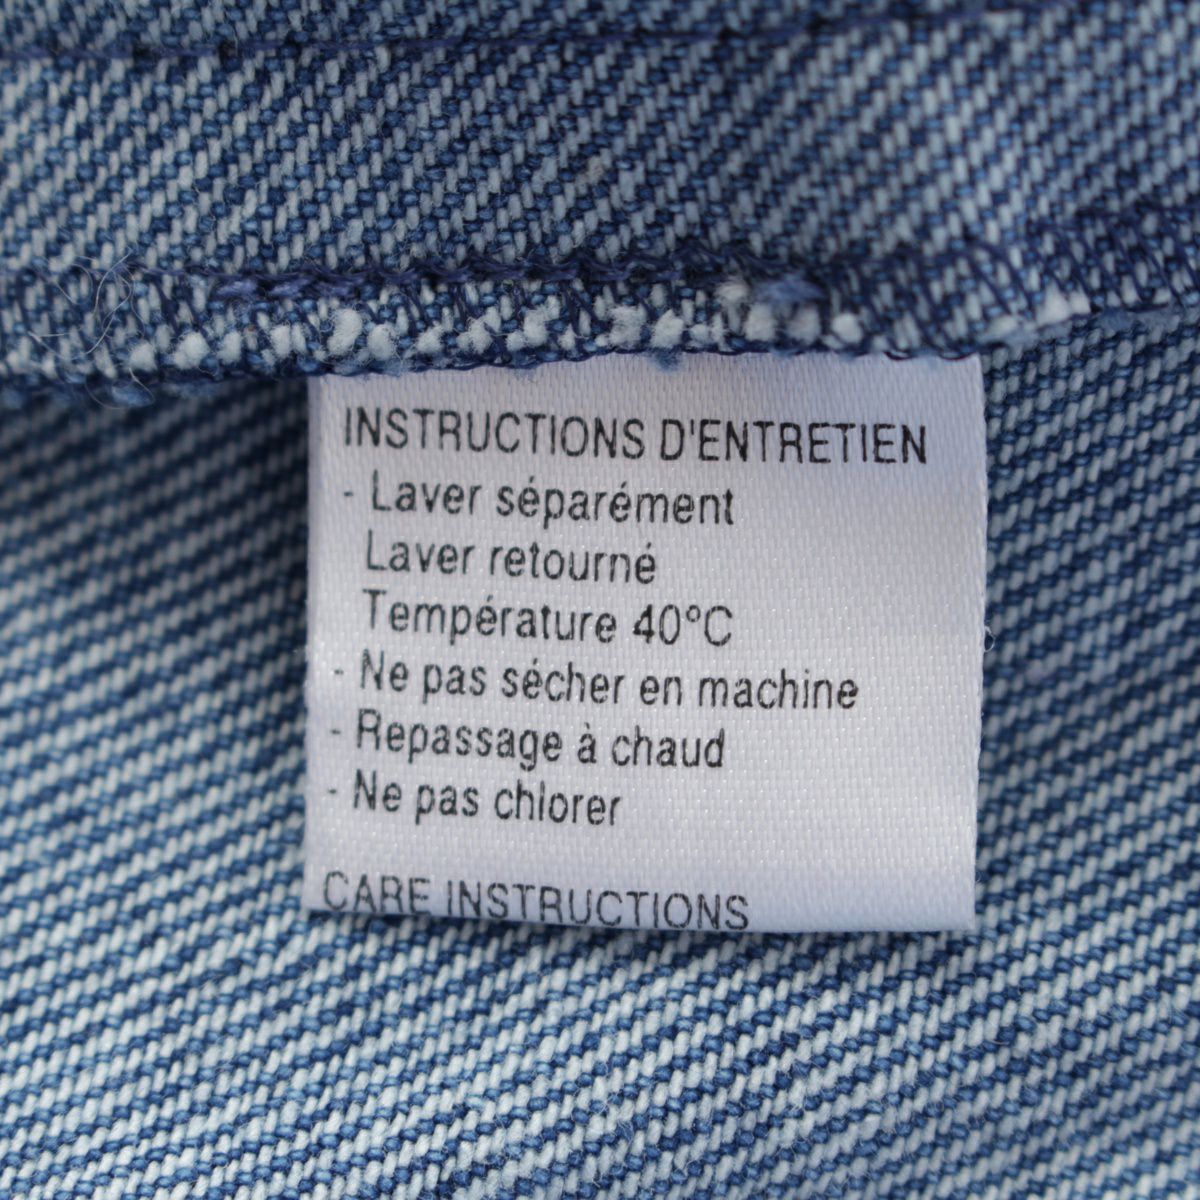 INSTRUCTIONS D'ENTRETIEN
- Laver séparément
Laver retourné
Température 40°C
- Ne pas sécher en machine
- Repassage à chaud
- Ne pas chlorer
CARE INSTRUCTIONS